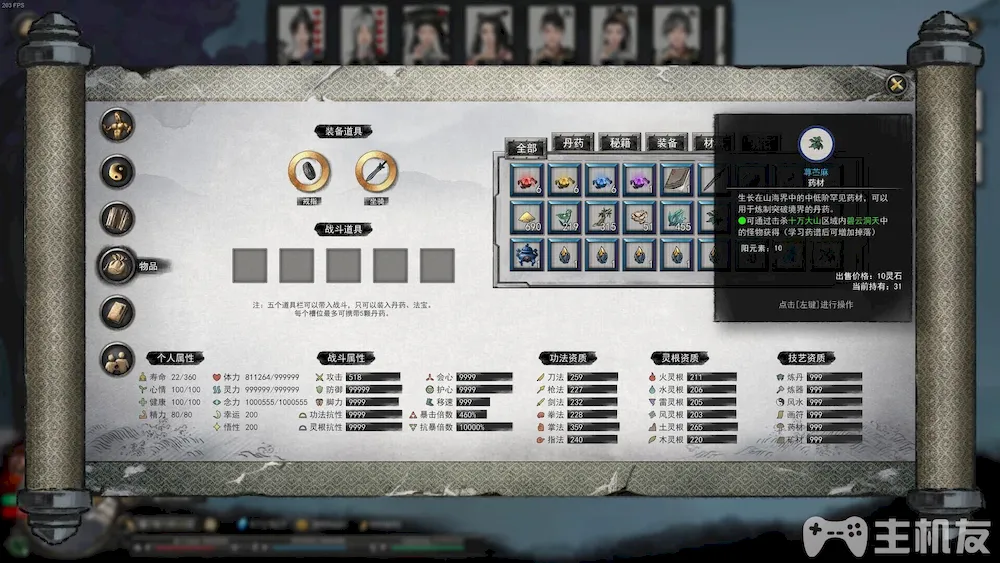 203 FPS
装备道具
戒指
坐骑
战斗道具
注：五个道具栏可以带入战斗，只可以装入丹药、法宝。
每个槽位最多可携带5颗丹药。
物品
全部
丹药
秘籍
装备
材
6
6
6
6
690
219
315
51
455
荨苎麻
药材
生长在山海界中的中低阶罕见药材，可以
用于炼制突破境界的丹药。
可通过击杀十万大山区域内碧云洞天中
的怪物获得（学习药谱后可增加掉落）
阳元素：10
出售价格：10灵石
当前持有：31
点击[左键]进行操作
个人属性
寿命 22/360
体力 811264/999999
心情 100/100
灵力 999999/999999
健康 100/100
念力 1000555/1000555
精力 80/80
幸运 200
悟性 200
战斗属性
攻击 518
会心 9999
防御 9999
护心 9999
脚力 9999
移速 999
功法抗性 9999
暴击倍数 460%
灵根抗性 9999
抗暴倍数 10000%
功法资质
刀法 259
枪法 227
剑法 232
拳法 228
掌法 359
指法 240
灵根资质
火灵根 211
水灵根 206
雷灵根 205
风灵根 203
土灵根 265
木灵根 220
技艺资质
炼丹 999
炼器 999
风水 999
画符 999
药材 999
矿材 999
主机友